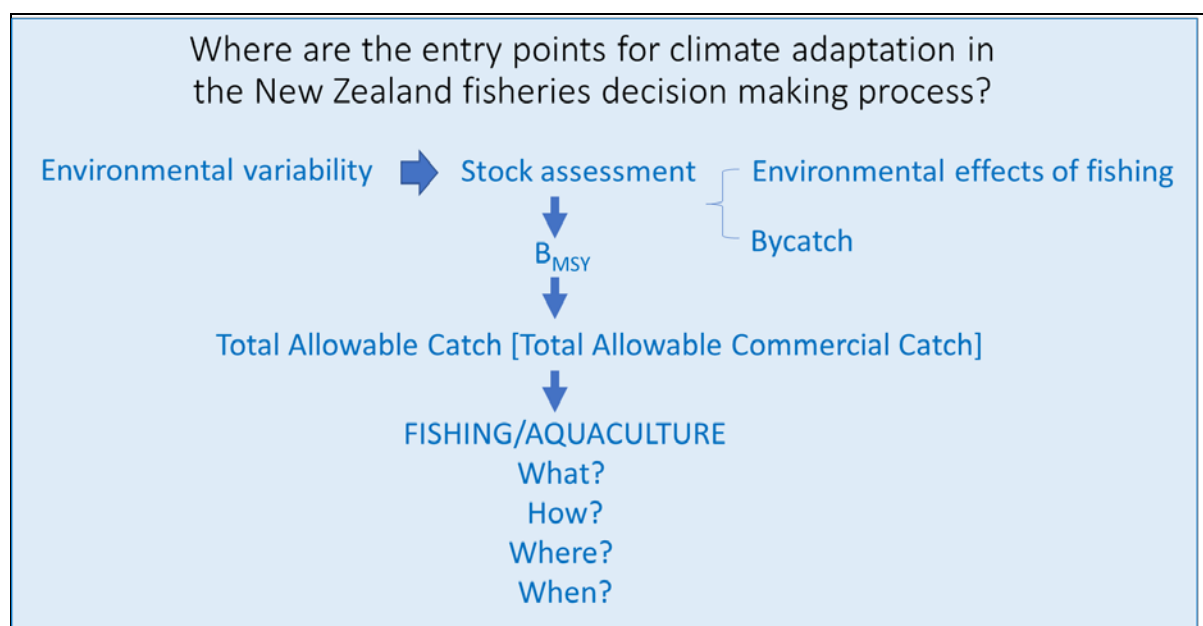 Where are the entry points for climate adaptation in
the New Zealand fisheries decision making process?
Environmental variability
Stock assessment
Environmental effects of fishing
Bycatch
BMSY
Total Allowable Catch [Total Allowable Commercial Catch]
FISHING/AQUACULTURE
What?
How?
Where?
When?